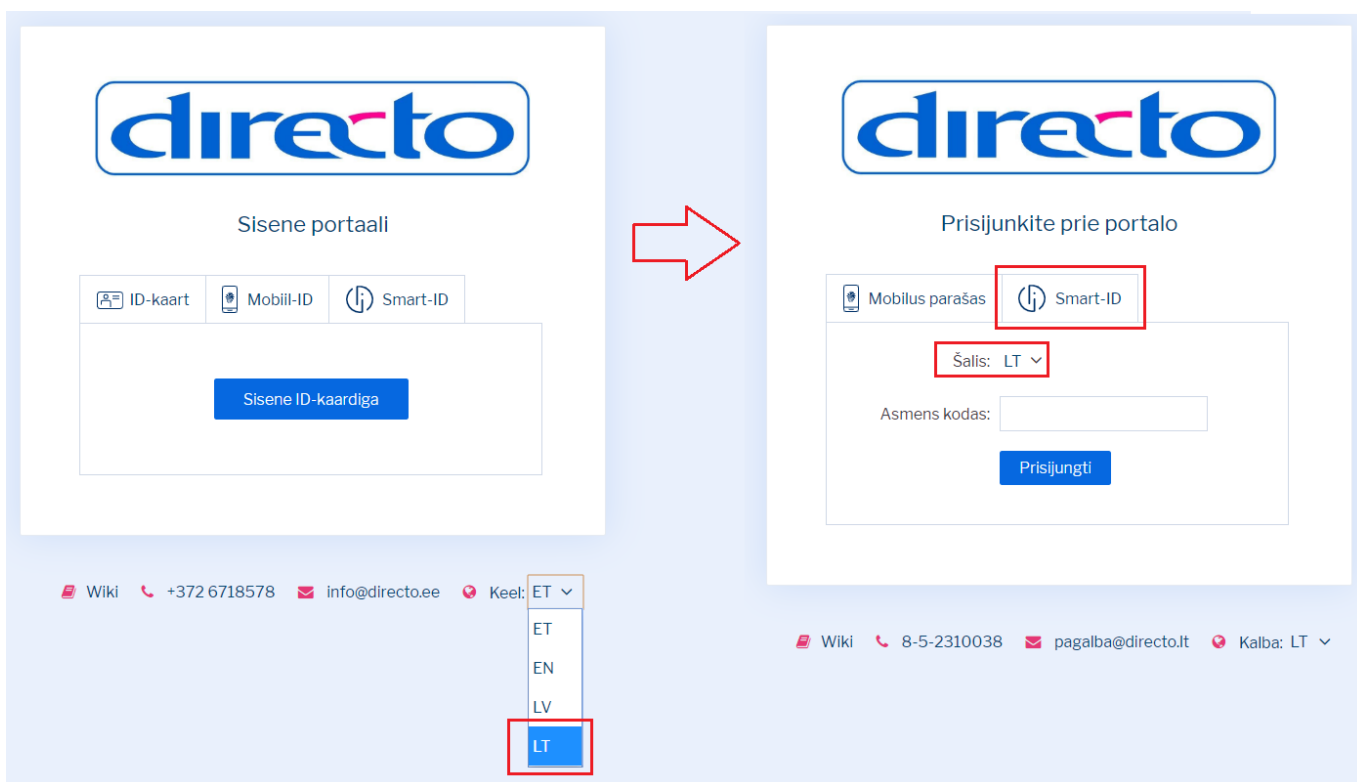 directo
Sisene portaali
ID-kaart Mobiil-ID Smart-ID
Sisene ID-kaardiga
Wiki +372 6718578 info@directo.ee Keel: ET
ET
EN
LV
LT
directo
Prisijunkite prie portalo
Mobilus parašas Smart-ID
Šalis: LT
Asmens kodas:
Prisijungti
Wiki 8-5-2310038 pagalba@directo.lt Kalba: LT